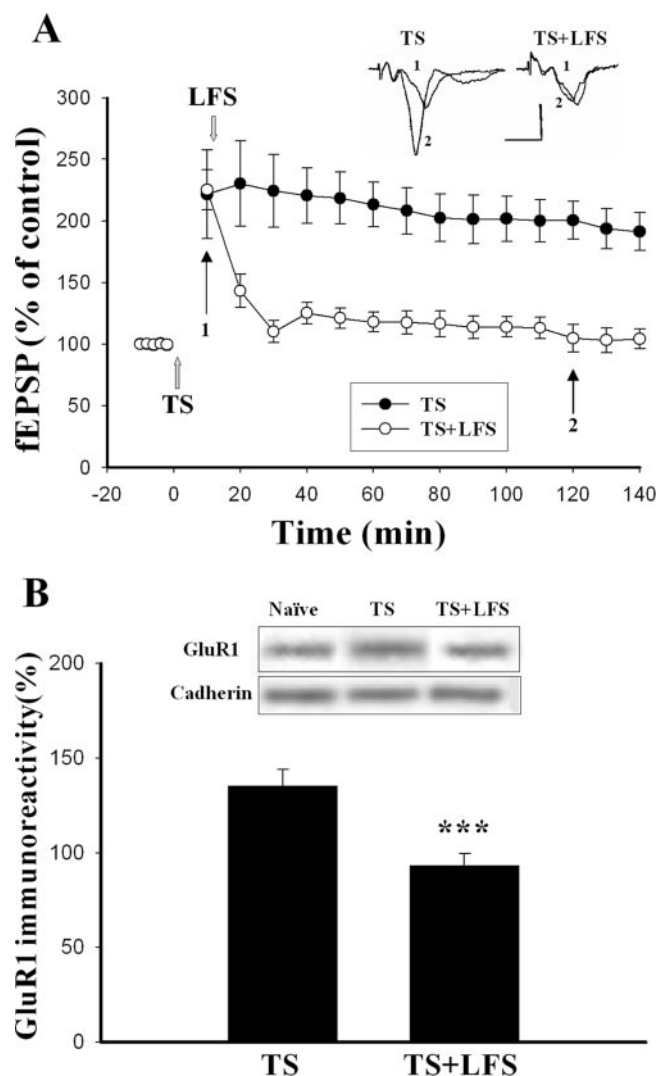 A
TS TS+LFS
1 1
2 2
LFS
300
250
200
150
100
50
0
fEPSP (% of control)
1
TS
2
TS
TS+LFS
-20 0 20 40 60 80 100 120 140
Time (min)
B
Naïve TS TS+LFS
GluR1
Cadherin
200
150
100
50
0
GluR1 immunoreactivity(%)
***
TS TS+LFS